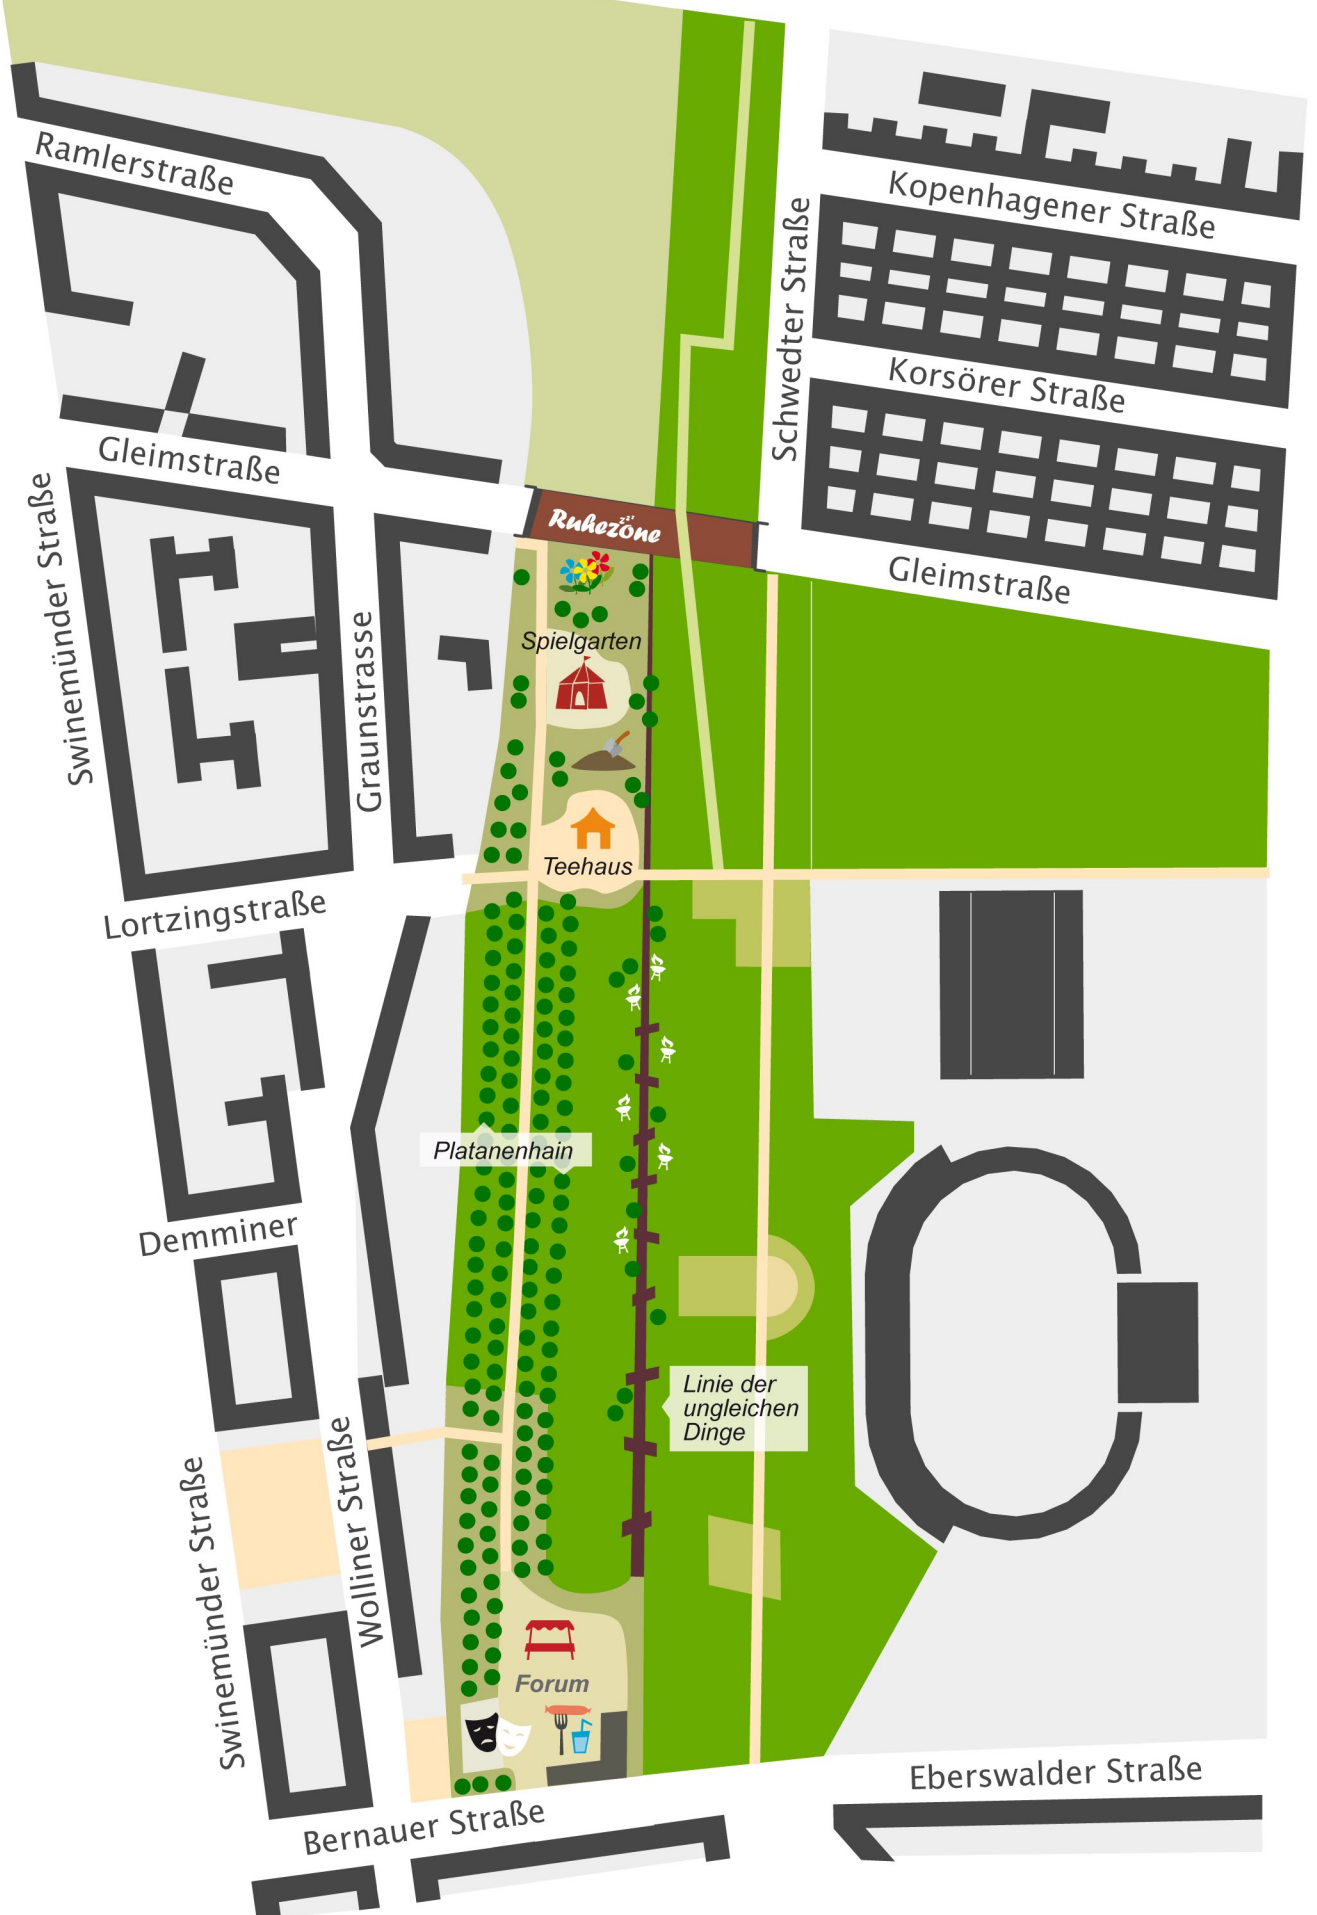 Ramlerstraße
Kopenhagener Straße
Schwedter Straße
Korsörer Straße
Gleimstraße
Ruhezone
zzz
Gleimstraße
Swinemünder Straße
Graunstrasse
Spielgarten
Teehaus
Lortzingstraße
Platanenhain
Demminer
Linie der
ungleichen
Dinge
Swinemünder Straße
Wolliner Straße
Forum
Eberswalder Straße
Bernauer Straße